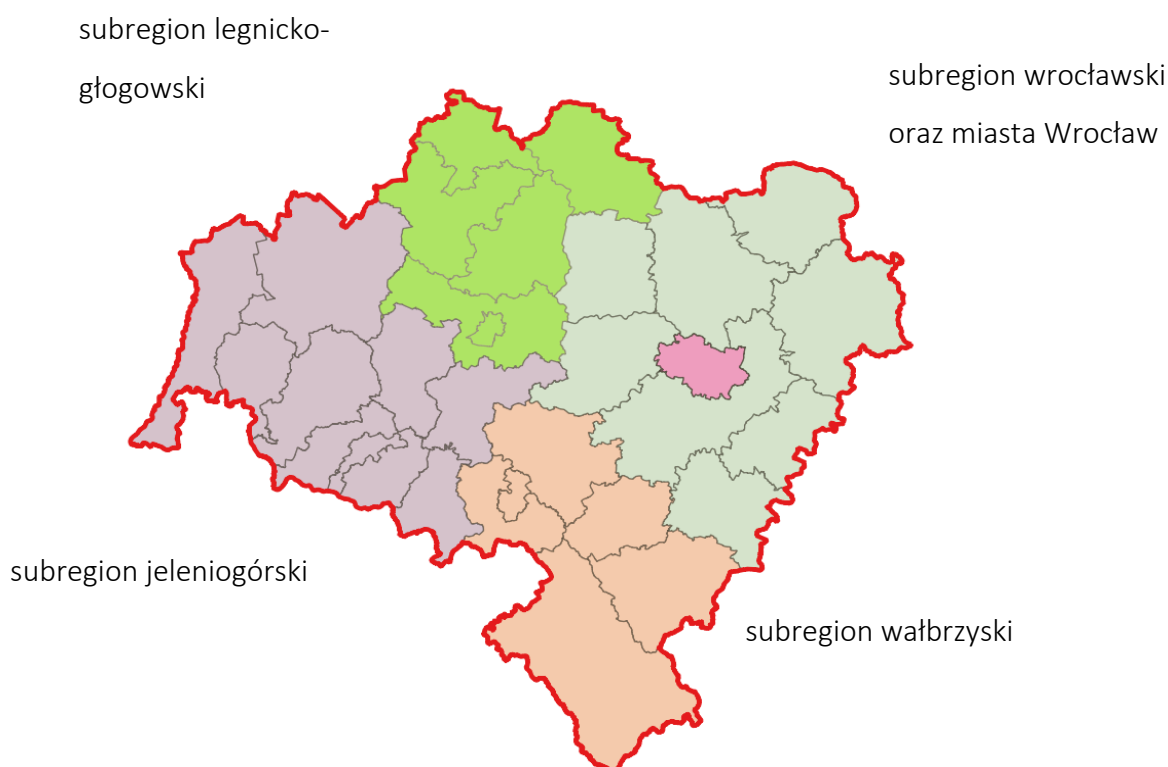 subregion legnicko-
głogowski
subregion wrocławski
oraz miasta Wrocław
subregion jeleniogórski
subregion wałbrzyski